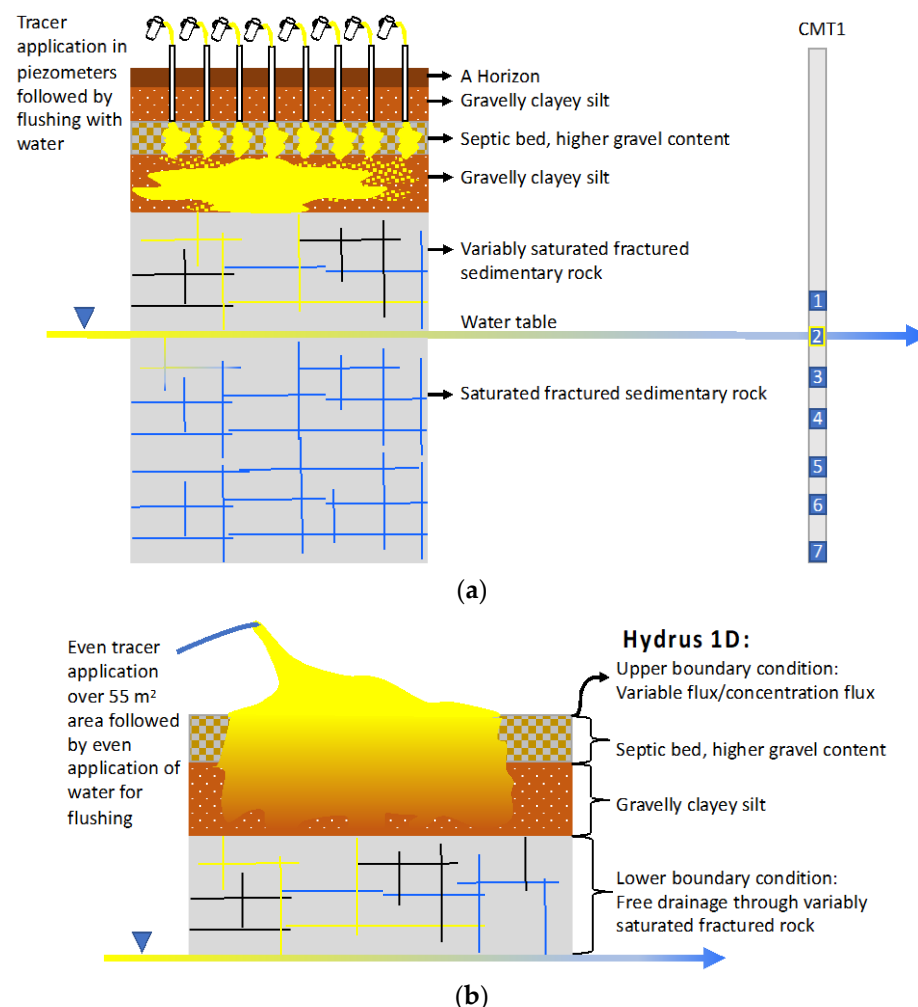 Tracer
application in
piezometers
followed by
flushing with
water
CMT1
A Horizon
Gravelly clayey silt
Septic bed, higher gravel content
Gravelly clayey silt
Variably saturated fractured
sedimentary rock
Water table
Saturated fractured sedimentary rock
1
2
3
4
5
6
7
(a)
Even tracer
application
over 55 m²
area followed
by even
application of
water for
flushing
Hydrus 1D:
Upper boundary condition:
Variable flux/concentration flux
Septic bed, higher gravel content
Gravelly clayey silt
Lower boundary condition:
Free drainage through variably
saturated fractured rock
(b)